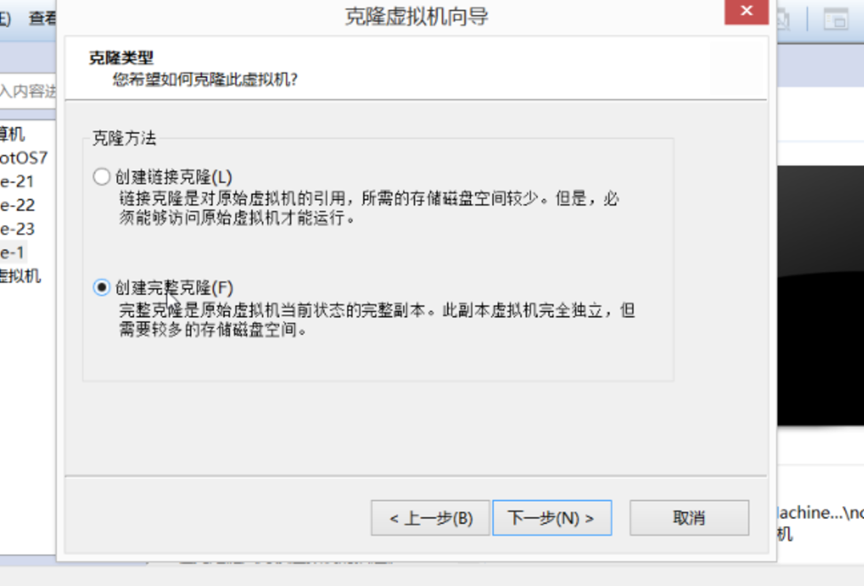 克隆虚拟机向导
查看
克隆类型
您希望如何克隆此虚拟机?
入内容进
算机
otOS7
e-21
e-22
e-23
e-1
虚拟机
克隆方法
创建链接克隆(L)
链接克隆是对原始虚拟机的引用，所需的存储磁盘空间较少。但是，必
须能够访问原始虚拟机才能运行。
创建完整克隆(F)
完整克隆是原始虚拟机当前状态的完整副本。此副本虚拟机完全独立，但
需要较多的存储磁盘空间。
< 上一步(B)
下一步(N) >
取消
achine...\no
机